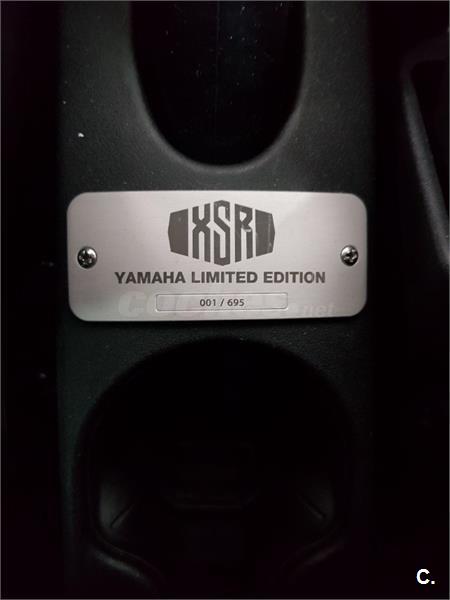 XSR
YAMAHA LIMITED EDITION
001 / 695
C.